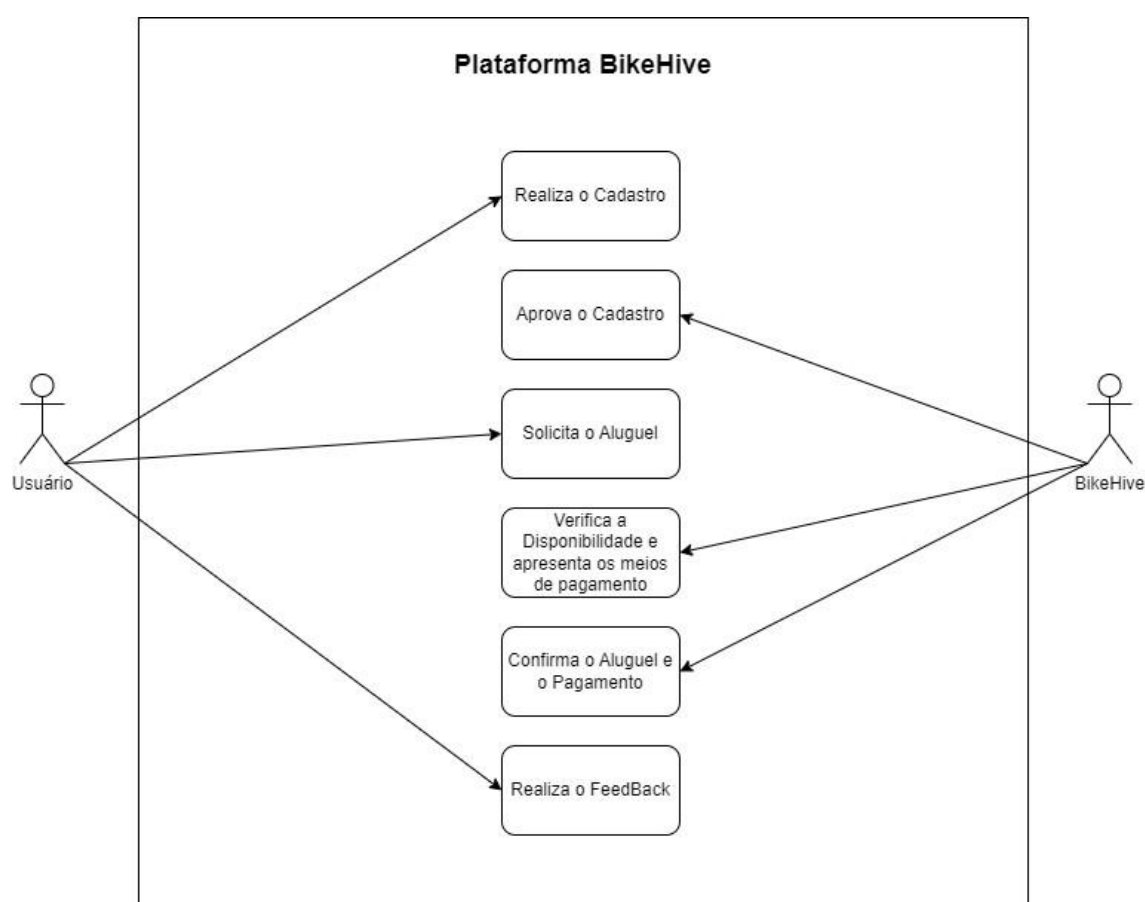 Plataforma BikeHive
Realiza o Cadastro
Aprova o Cadastro
Solicita o Aluguel
Usuário
BikeHive
Verifica a
Disponibilidade e
apresenta os meios
de pagamento
Confirma o Aluguel e
o Pagamento
Realiza o FeedBack